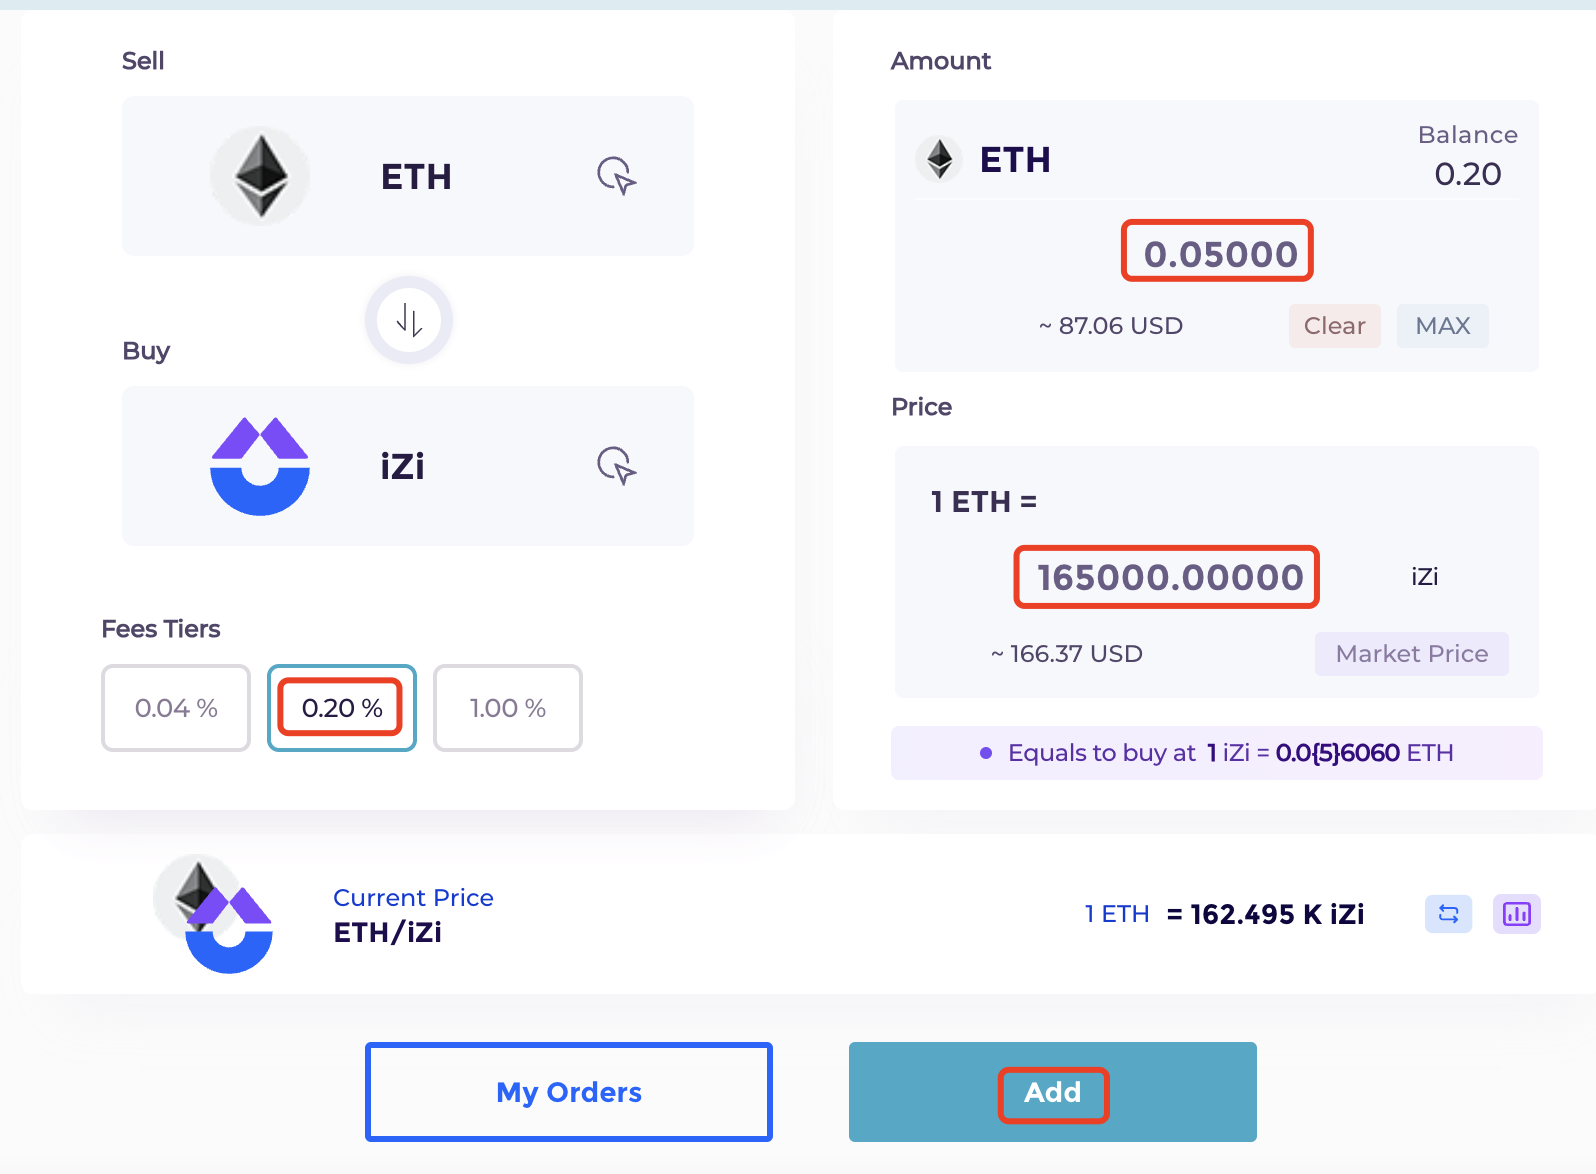 Sell
ETH
Buy
iZi
Fees Tiers
0.04 %
0.20 %
1.00 %
Amount
ETH
Balance
0.20
0.05000
~ 87.06 USD
Clear
MAX
Price
1 ETH =
165000.00000
iZi
~ 166.37 USD
Market Price
Equals to buy at 1 iZi = 0.0{5}6060 ETH
Current Price
ETH/iZi
1 ETH = 162.495 K iZi
My Orders
Add